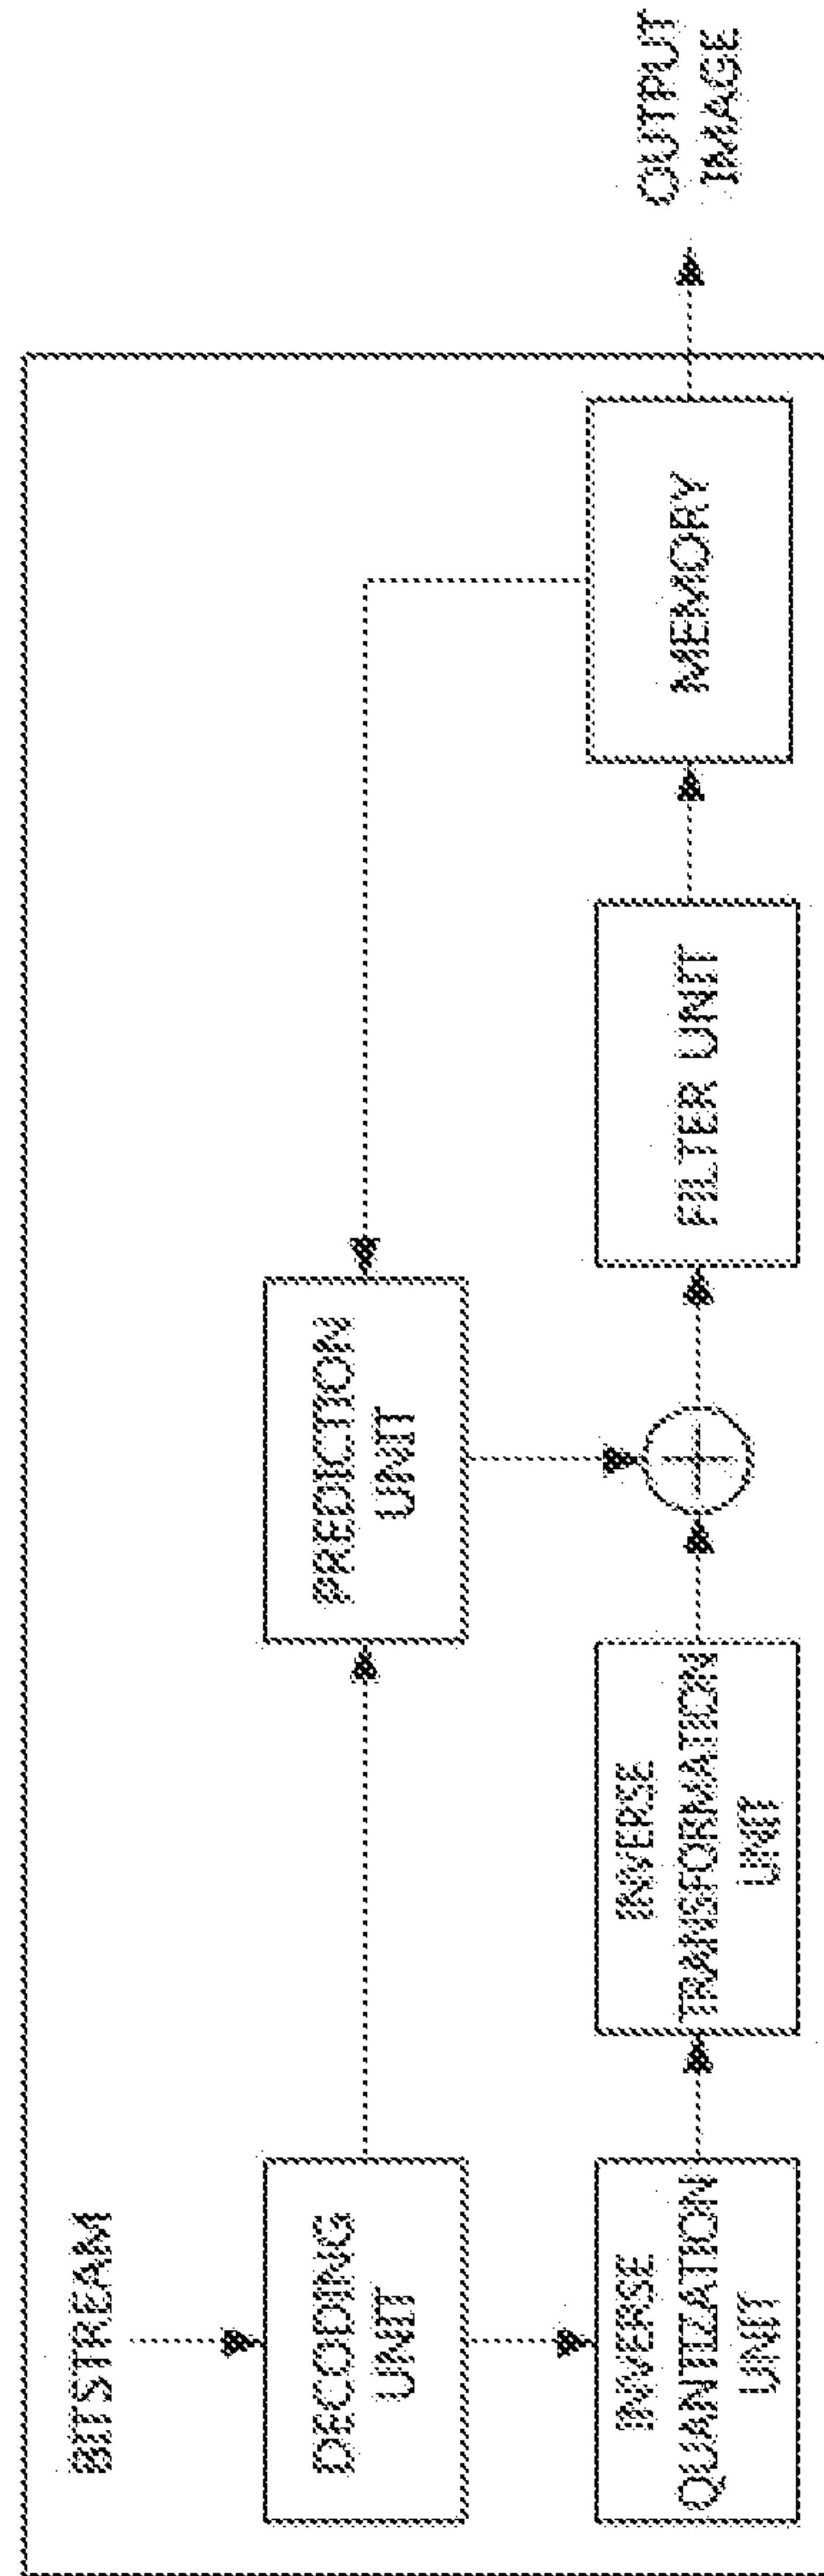 BITSTREAM
DECODING
UNIT
PREDICTION
UNIT
INVERSE
QUANTIZATION
UNIT
INVERSE
TRANSFORMATION
UNIT
FILTER UNIT
MEMORY
OUTPUT
IMAGE